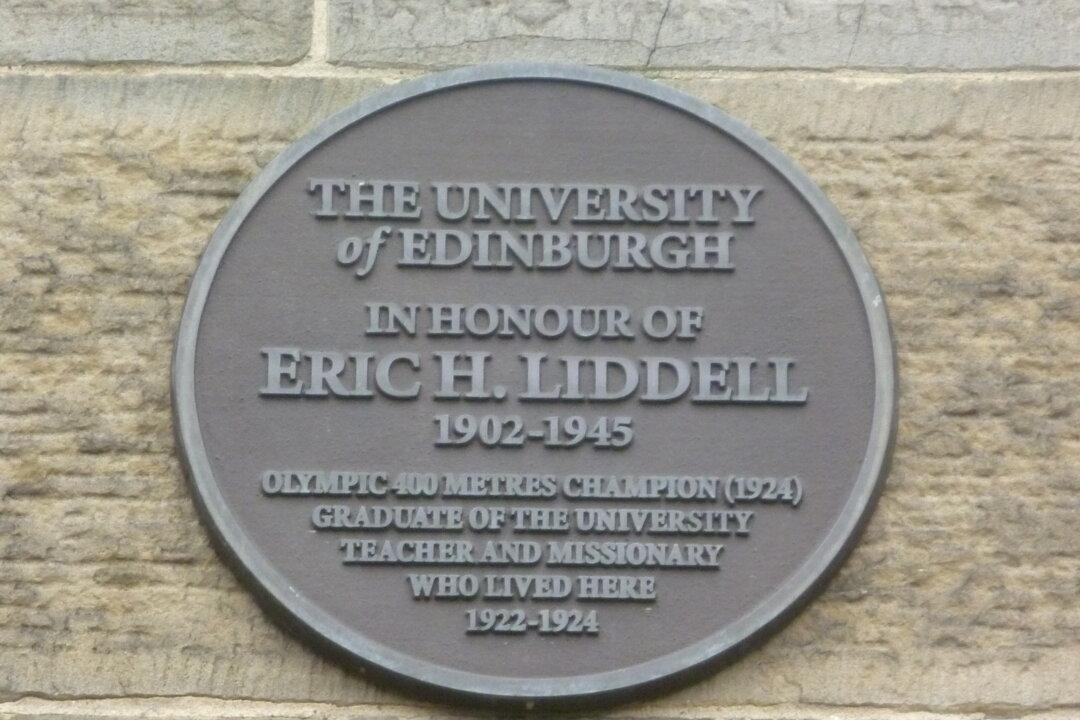 THE UNIVERSITY
of EDINBURGH
IN HONOUR OF
ERIC H. LIDDELL
1902-1945
OLYMPIC 400 METRES CHAMPION (1924)
GRADUATE OF THE UNIVERSITY
TEACHER AND MISSIONARY
WHO LIVED HERE
1922-1924